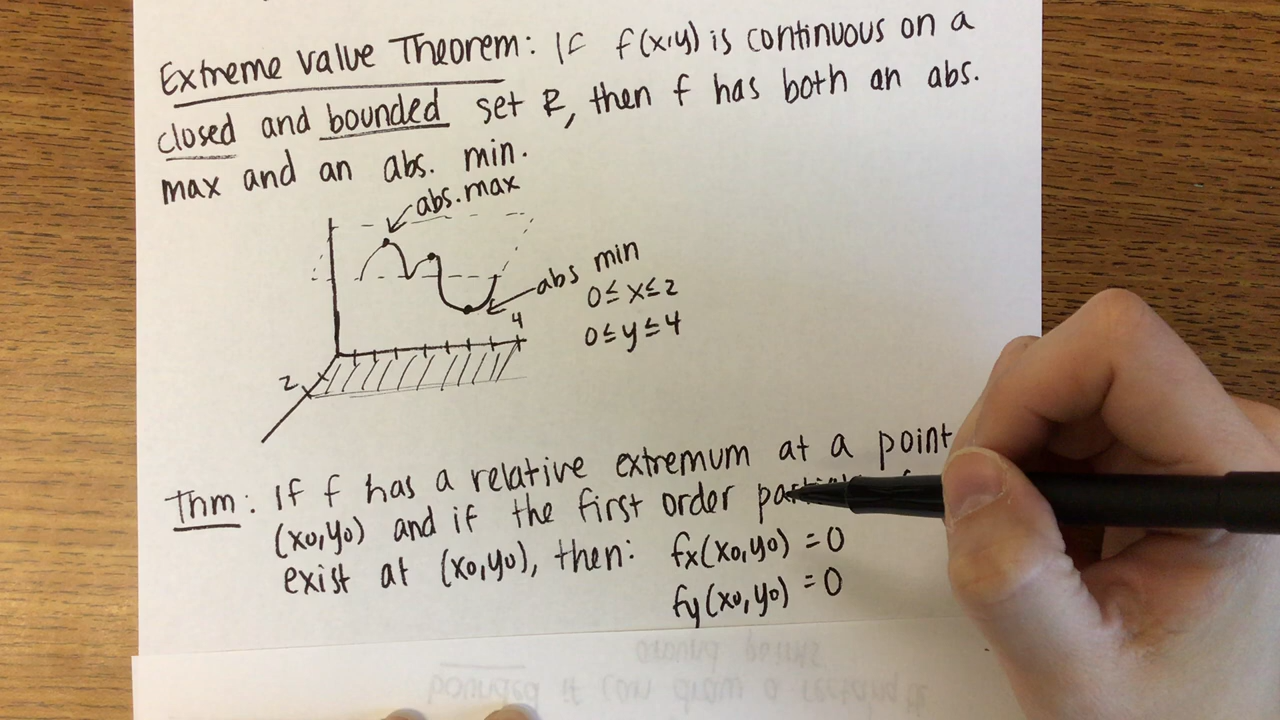 Extreme value Theorem: If f(x,y) is continuous on a
closed and bounded set R, then f has both an abs.
max and an abs. min.
abs. max
abs min
0≤x≤2
0≤y≤4
4
2
Thm: If f has a relative extremum at a point
(x0,y0) and if the first order
exist at (x0,y0), then: fx(x0,y0) = 0
fy(x0,y0) = 0